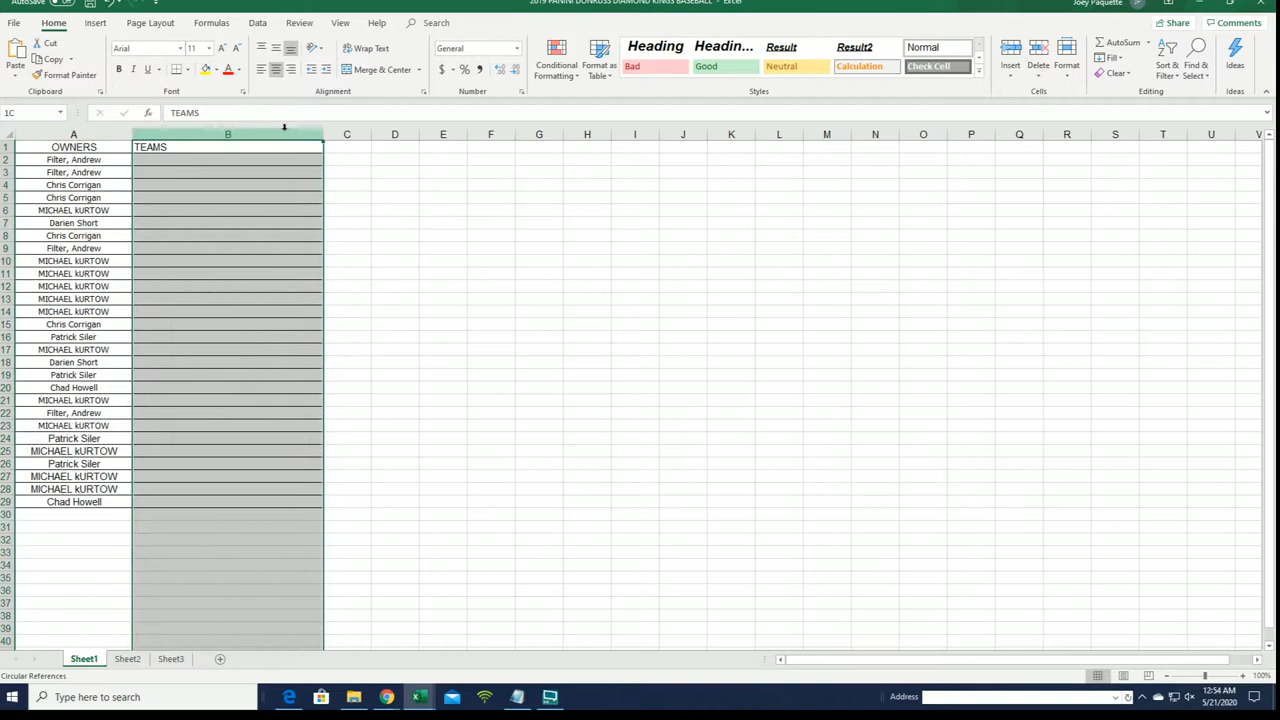 AutoSave
2019 PANINI DONRUSS DIAMOND KINGS BASEBALL - Excel
Joey Paquette
File Home Insert Page Layout Formulas Data Review View Help Search
Share Comments
Paste
Cut
Copy
Format Painter
Clipboard
Arial 11
B I U
Font
Wrap Text
Merge & Center
Alignment
General
$ % ,
Number
Conditional Formatting
Format as Table
Heading Headin... Result Result2 Normal
Bad Good Neutral Calculation Check Cell
Styles
Insert Delete Format
Cells
AutoSum
Fill
Clear
Sort & Filter
Find & Select
Editing
Ideas
Ideas
1C TEAMS
A B C D E F G H I J K L M N O P Q R S T U V
1 OWNERS TEAMS
2 Filter, Andrew
3 Filter, Andrew
4 Chris Corrigan
5 Chris Corrigan
6 MICHAEL kURTOW
7 Darien Short
8 Chris Corrigan
9 Filter, Andrew
10 MICHAEL kURTOW
11 MICHAEL kURTOW
12 MICHAEL kURTOW
13 MICHAEL kURTOW
14 MICHAEL kURTOW
15 Chris Corrigan
16 Patrick Siler
17 MICHAEL kURTOW
18 Darien Short
19 Patrick Siler
20 Chad Howell
21 MICHAEL kURTOW
22 Filter, Andrew
23 MICHAEL kURTOW
24 Patrick Siler
25 MICHAEL kURTOW
26 Patrick Siler
27 MICHAEL kURTOW
28 MICHAEL kURTOW
29 Chad Howell
30
31
32
33
34
35
36
37
38
39
40
Sheet1 Sheet2 Sheet3
Circular References
100%
Type here to search
Address
12:54 AM
5/21/2020